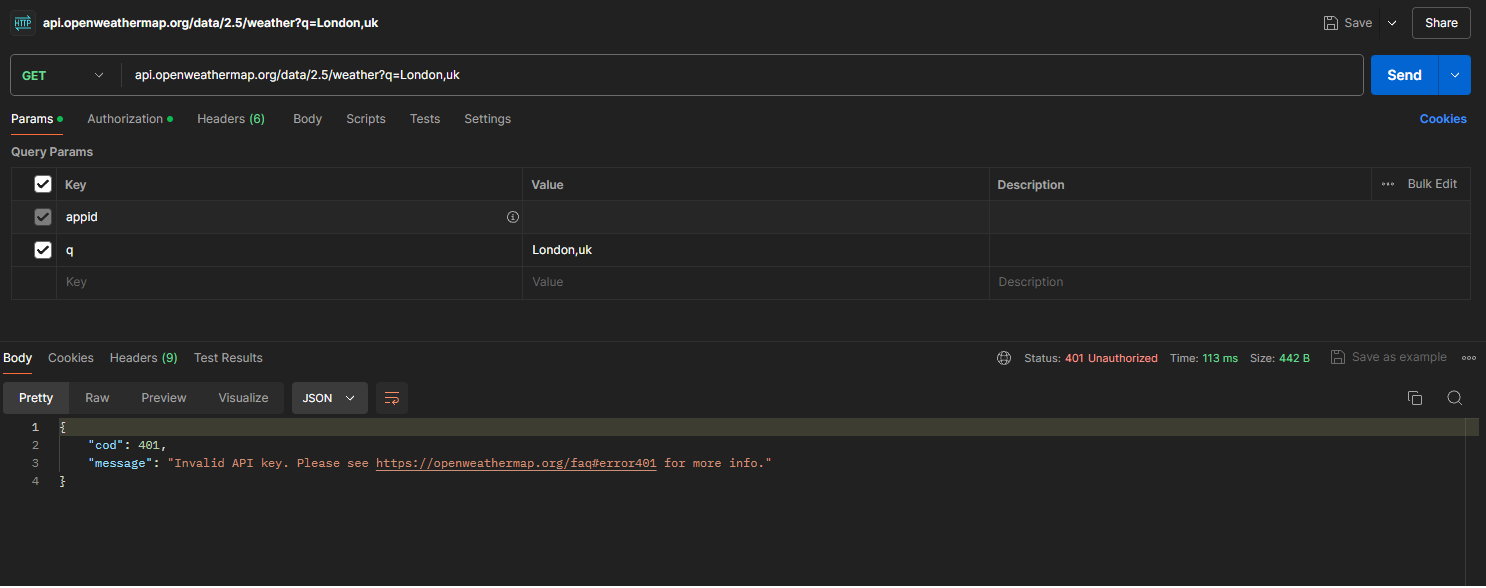 HTTP api.openweathermap.org/data/2.5/weather?q=London,uk Save Share
GET api.openweathermap.org/data/2.5/weather?q=London,uk Send
Params Authorization Headers (6) Body Scripts Tests Settings Cookies
Query Params
Key Value Description Bulk Edit
appid
q London,uk
Key Value Description
Body Cookies Headers (9) Test Results Status: 401 Unauthorized Time: 113 ms Size: 442 B Save as example
Pretty Raw Preview Visualize JSON
1 {
2 "cod": 401,
3 "message": "Invalid API key. Please see https://openweathermap.org/faq#error401 for more info."
4 }